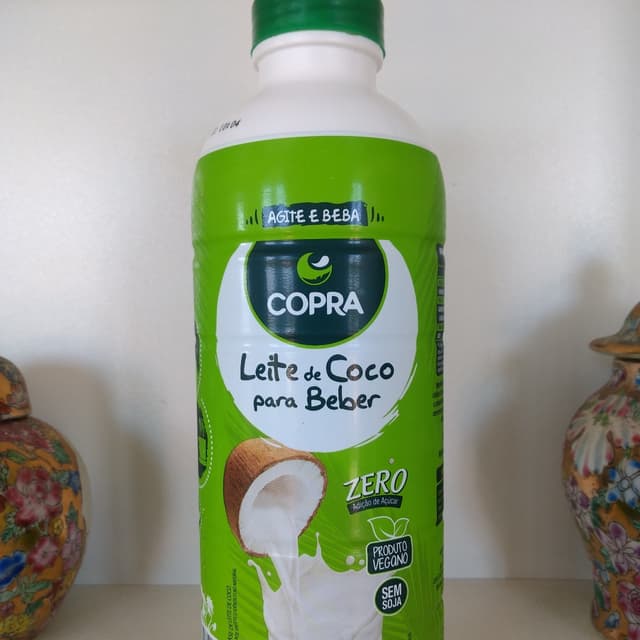 AGITE E BEBA
COPRA
Leite de Coco
para Beber
ZERO
Adição de Açúcar
PRODUTO
VEGANO
SEM
SOJA